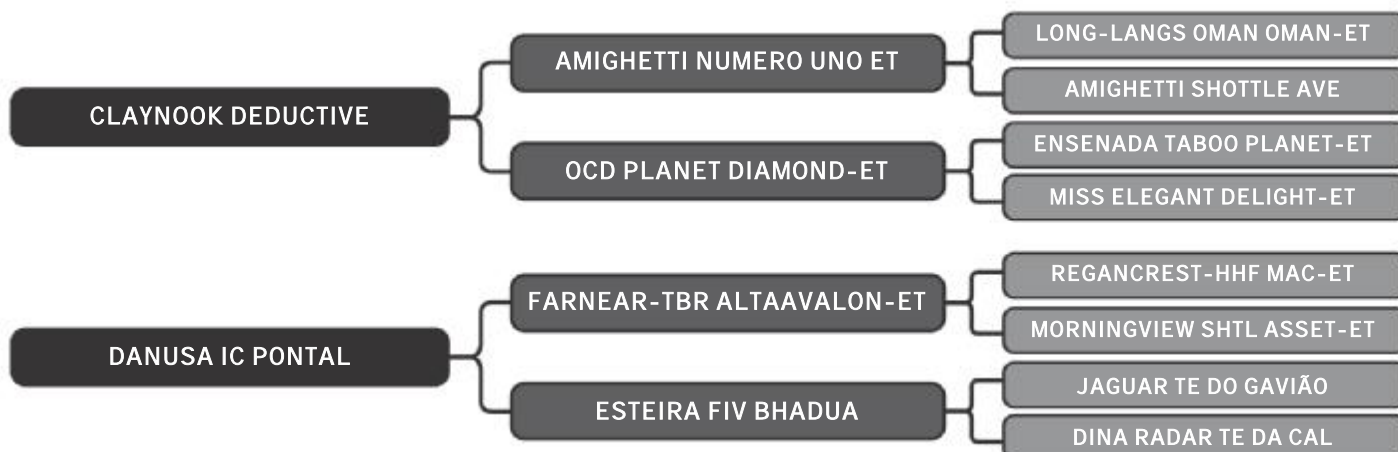 CLAYNOOK DEDUCTIVE
AMIGHETTI NUMERO UNO ET
LONG-LANGS OMAN OMAN-ET
AMIGHETTI SHOTTLE AVE
OCD PLANET DIAMOND-ET
ENSENADA TABOO PLANET-ET
MISS ELEGANT DELIGHT-ET
DANUSA IC PONTAL
FARNEAR-TBR ALTAAVALON-ET
REGANCREST-HHF MAC-ET
MORNINGVIEW SHTL ASSET-ET
ESTEIRA FIV BHADUA
JAGUAR TE DO GAVIÃO
DINA RADAR TE DA CAL